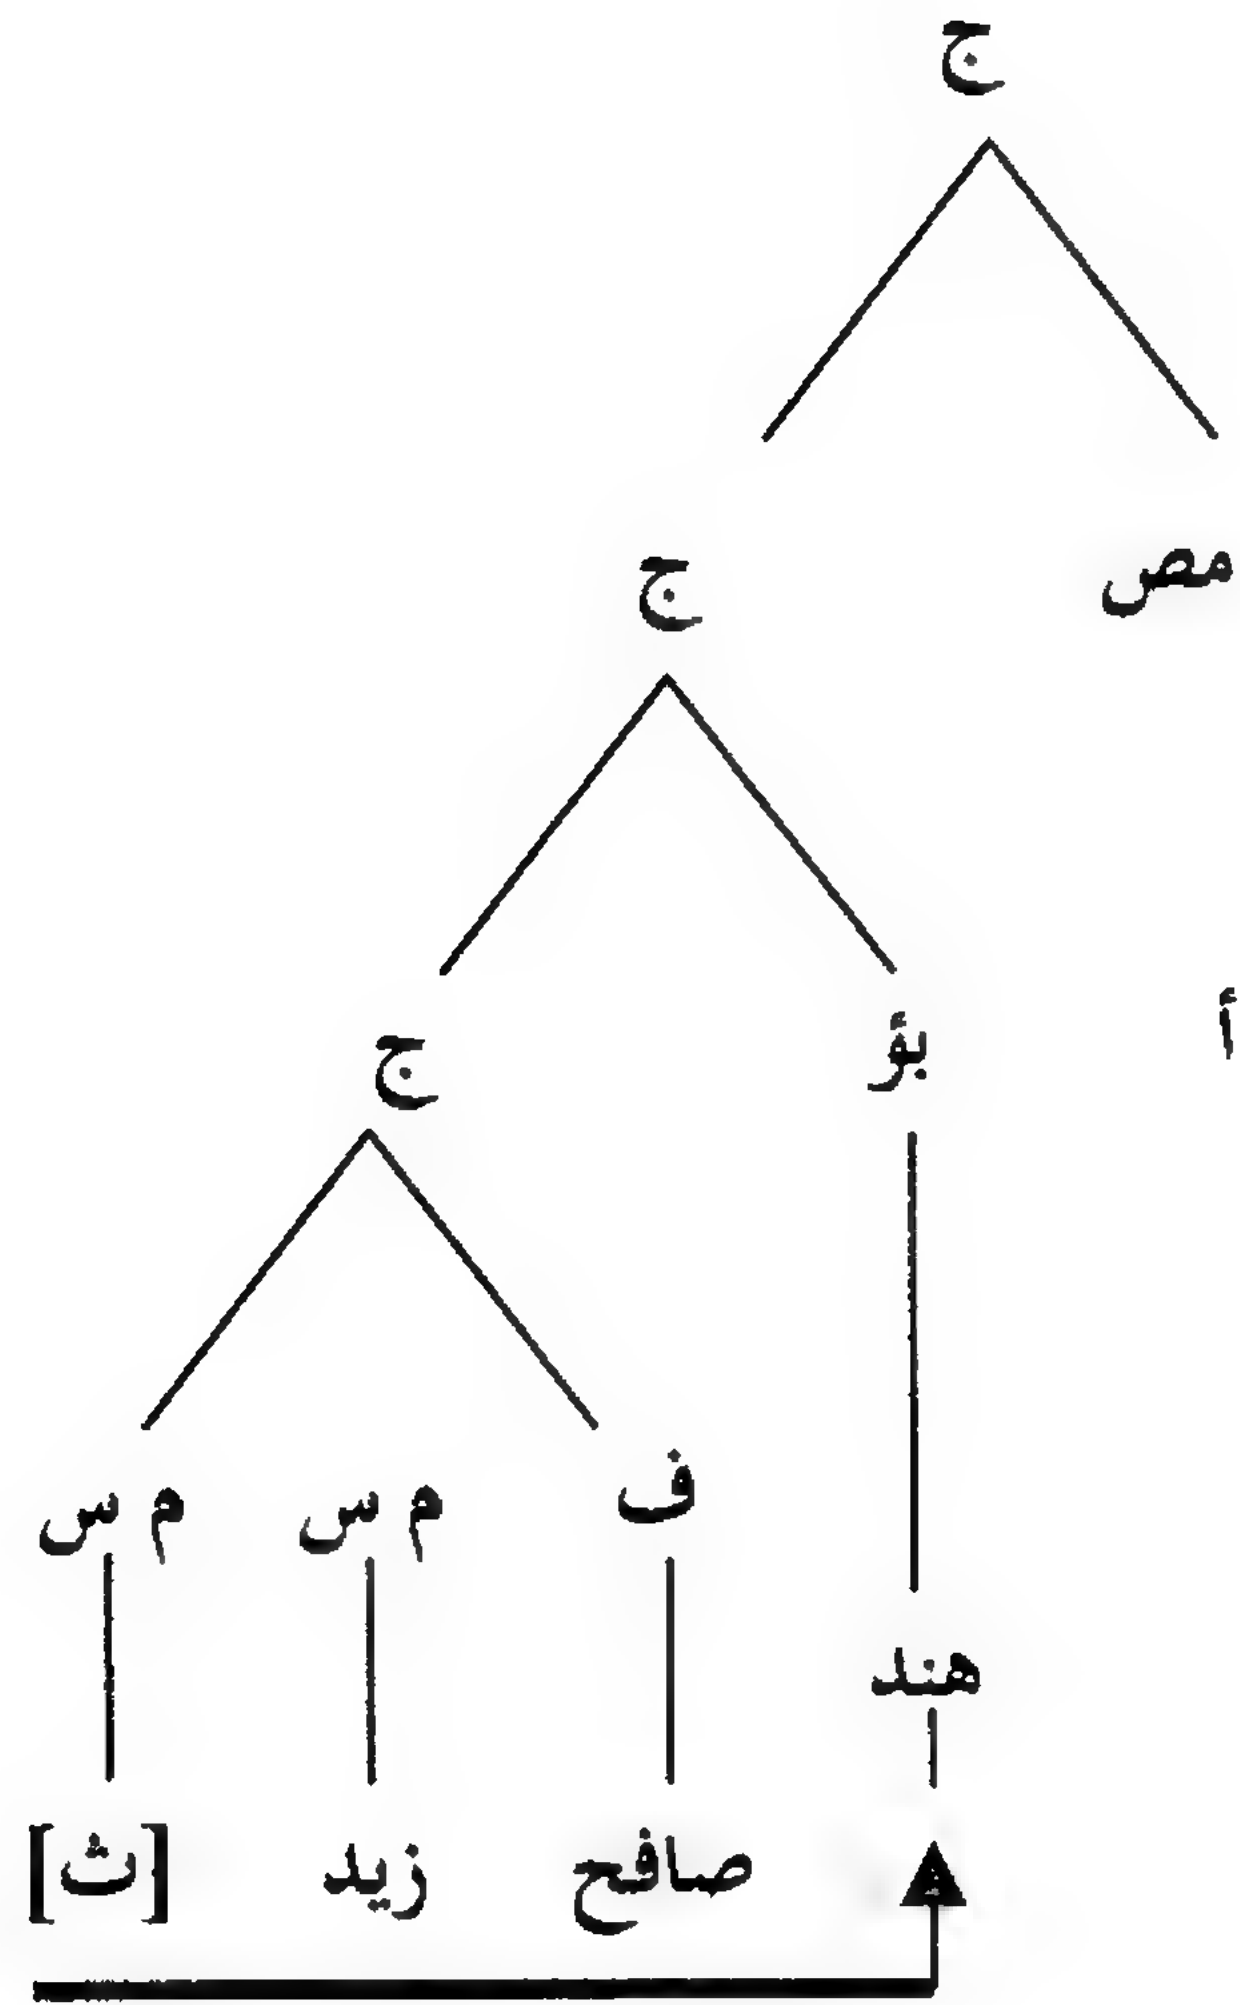 ج
مص ج
أ بؤ ج
ف م س م س
هند
صافح زيد [ث]